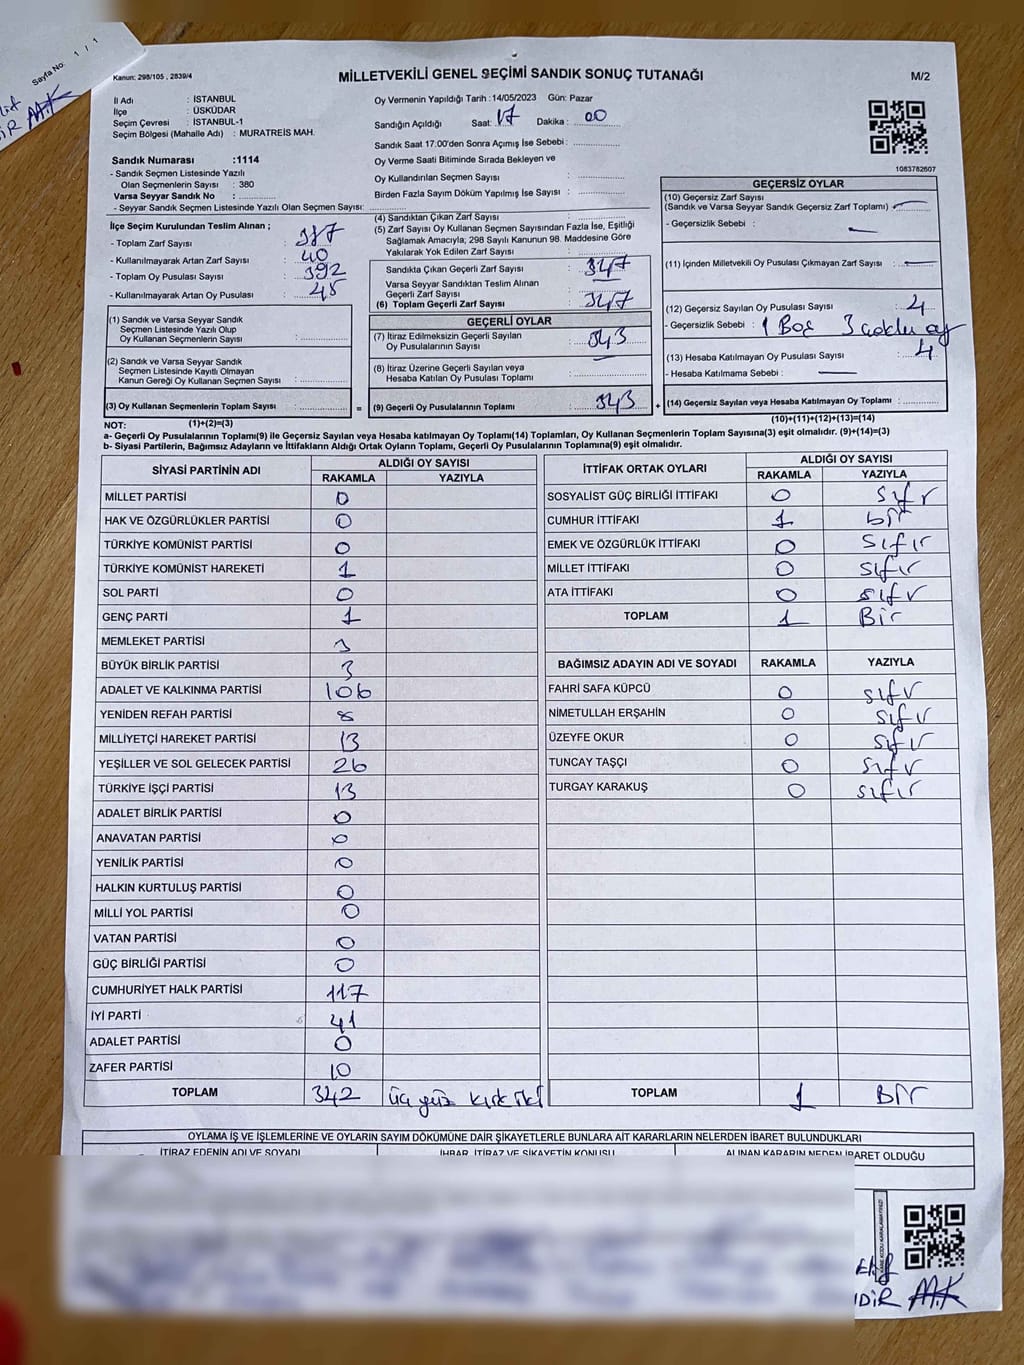 Sayfa No: 1 / 1
Kanun: 298/105 , 2839/4
MİLLETVEKİLİ GENEL SEÇİMİ SANDIK SONUÇ TUTANAĞI
M/2
İl Adı : İSTANBUL
İlçe : ÜSKÜDAR
Seçim Çevresi : İSTANBUL-1
Seçim Bölgesi (Mahalle Adı) : MURATREİS MAH.
Sandık Numarası :1114
- Sandık Seçmen Listesinde Yazılı
Olan Seçmenlerin Sayısı : 380
Varsa Seyyar Sandık No :
- Seyyar Sandık Seçmen Listesinde Yazılı Olan Seçmen Sayısı:
Oy Vermenin Yapıldığı Tarih :14/05/2023 Gün: Pazar
Sandığın Açıldığı Saat: 17 Dakika : 00
Sandık Saat 17.00'den Sonra Açımış İse Sebebi :
Oy Verme Saati Bitiminde Sırada Bekleyen ve
Oy Kullandırılan Seçmen Sayısı :
Birden Fazla Sayım Döküm Yapılmış İse Sayısı :
1083782607
İlçe Seçim Kurulundan Teslim Alınan ;
- Toplam Zarf Sayısı : 387
- Kullanılmayarak Artan Zarf Sayısı : 40
- Toplam Oy Pusulası Sayısı : 392
- Kullanılmayarak Artan Oy Pusulası : 45
(1) Sandık ve Varsa Seyyar Sandık
Seçmen Listesinde Yazılı Olup
Oy Kullanan Seçmenlerin Sayısı :
(2) Sandık ve Varsa Seyyar Sandık
Seçmen Listesinde Kayıtlı Olmayan
Kanun Gereği Oy Kullanan Seçmen Sayısı :
(3) Oy Kullanan Seçmenlerin Toplam Sayısı :
(1)+(2)=(3)
(4) Sandıktan Çıkan Zarf Sayısı :
(5) Zarf Sayısı Oy Kullanan Seçmen Sayısından Fazla İse, Eşitliği
Sağlamak Amacıyla; 298 Sayılı Kanunun 98. Maddesine Göre
Yakılarak Yok Edilen Zarf Sayısı :
Sandıkta Çıkan Geçerli Zarf Sayısı : 347
Varsa Seyyar Sandıktan Teslim Alınan
Geçerli Zarf Sayısı :
(6) Toplam Geçerli Zarf Sayısı : 347
GEÇERLİ OYLAR
(7) İtiraz Edilmeksizin Geçerli Sayılan
Oy Pusulalarının Sayısı : 343
(8) İtiraz Üzerine Geçerli Sayılan veya
Hesaba Katılan Oy Pusulası Toplamı :
= (9) Geçerli Oy Pusulalarının Toplamı : 343 +
GEÇERSİZ OYLAR
(10) Geçersiz Zarf Sayısı
(Sandık ve Varsa Seyyar Sandık Geçersiz Zarf Toplamı) : —
- Geçersizlik Sebebi : —
(11) İçinden Milletvekili Oy Pusulası Çıkmayan Zarf Sayısı : —
(12) Geçersiz Sayılan Oy Pusulası Sayısı : 4
- Geçersizlik Sebebi : 1 Boş 3 çoklu oy
(13) Hesaba Katılmayan Oy Pusulası Sayısı : 4
- Hesaba Katılmama Sebebi : —
(14) Geçersiz Sayılan veya Hesaba Katılmayan Oy Toplamı :
(10)+(11)+(12)+(13)=(14)
NOT:
a- Geçerli Oy Pusulalarının Toplamı(9) ile Geçersiz Sayılan veya Hesaba katılmayan Oy Toplamı(14) Toplamları, Oy Kullanan Seçmenlerin Toplam Sayısına(3) eşit olmalıdır. (9)+(14)=(3)
b- Siyasi Partilerin, Bağımsız Adayların ve İttifakların Aldığı Ortak Oyların Toplamı, Geçerli Oy Pusulalarının Toplamına(9) eşit olmalıdır.
SİYASİ PARTİNİN ADI ALDIĞI OY SAYISI
RAKAMLA YAZIYLA
MİLLET PARTİSİ 0
HAK VE ÖZGÜRLÜKLER PARTİSİ 0
TÜRKİYE KOMÜNİST PARTİSİ 0
TÜRKİYE KOMÜNİST HAREKETİ 1
SOL PARTİ 0
GENÇ PARTİ 1
MEMLEKET PARTİSİ 3
BÜYÜK BİRLİK PARTİSİ 3
ADALET VE KALKINMA PARTİSİ 106
YENİDEN REFAH PARTİSİ 8
MİLLİYETÇİ HAREKET PARTİSİ 13
YEŞİLLER VE SOL GELECEK PARTİSİ 26
TÜRKİYE İŞÇİ PARTİSİ 13
ADALET BİRLİK PARTİSİ 0
ANAVATAN PARTİSİ 0
YENİLİK PARTİSİ 0
HALKIN KURTULUŞ PARTİSİ 0
MİLLİ YOL PARTİSİ 0
VATAN PARTİSİ 0
GÜÇ BİRLİĞİ PARTİSİ 0
CUMHURİYET HALK PARTİSİ 117
İYİ PARTİ 41
ADALET PARTİSİ 0
ZAFER PARTİSİ 10
TOPLAM 342 üç yüz kırk iki
İTTİFAK ORTAK OYLARI ALDIĞI OY SAYISI
RAKAMLA YAZIYLA
SOSYALİST GÜÇ BİRLİĞİ İTTİFAKI 0 sıfır
CUMHUR İTTİFAKI 1 bir
EMEK VE ÖZGÜRLÜK İTTİFAKI 0 sıfır
MİLLET İTTİFAKI 0 sıfır
ATA İTTİFAKI 0 sıfır
TOPLAM 1 Bir
BAĞIMSIZ ADAYIN ADI VE SOYADI RAKAMLA YAZIYLA
FAHRİ SAFA KÜPCÜ 0 sıfır
NİMETULLAH ERŞAHİN 0 sıfır
ÜZEYFE OKUR 0 sıfır
TUNCAY TAŞÇI 0 sıfır
TURGAY KARAKUŞ 0 sıfır
TOPLAM 1 BİR
OYLAMA İŞ VE İŞLEMLERİNE VE OYLARIN SAYIM DÖKÜMÜNE DAİR ŞİKAYETLERLE BUNLARA AİT KARARLARIN NELERDEN İBARET BULUNDUKLARI
İTİRAZ EDENİN ADI VE SOYADI İHBAR, İTİRAZ VE ŞİKAYETİN KONUSU ALINAN KARARIN NEDEN İBARET OLDUĞU